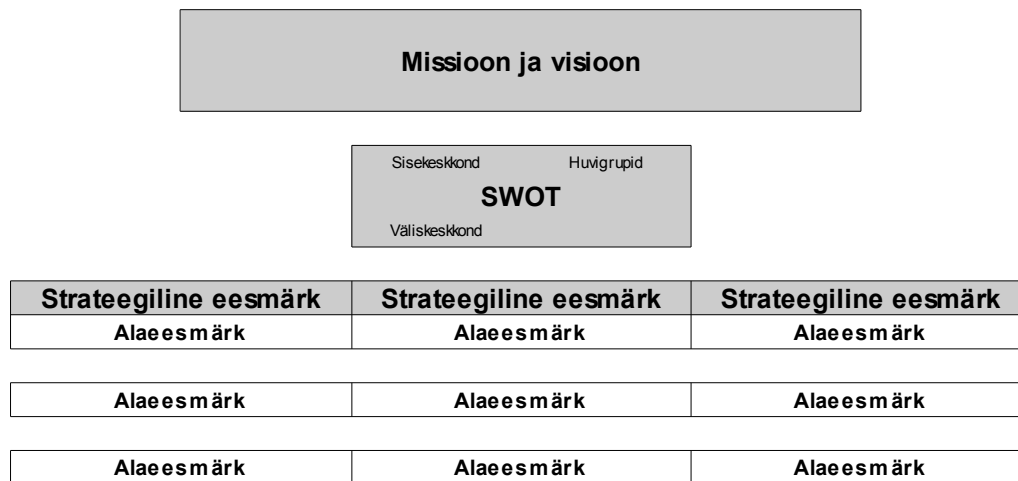 Missioon ja visioon
Sisekeskkond Huvigrupid
SWOT
Väliskeskkond
Strateegiline eesmärk Strateegiline eesmärk Strateegiline eesmärk
Alaeesmärk Alaeesmärk Alaeesmärk
Alaeesmärk Alaeesmärk Alaeesmärk
Alaeesmärk Alaeesmärk Alaeesmärk